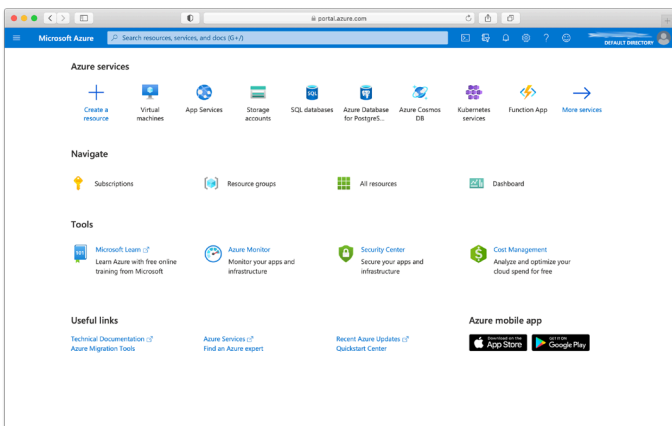 portal.azure.com
Microsoft Azure
Search resources, services, and docs (G+/)
DEFAULT DIRECTORY
Azure services
Create a
resource
Virtual
machines
App Services
Storage
accounts
SQL
SQL databases
Azure Database
for PostgreS...
Azure Cosmos
DB
Kubernetes
services
Function App
More services
Navigate
Subscriptions
Resource groups
All resources
Dashboard
Tools
Microsoft Learn
Learn Azure with free online
training from Microsoft
Azure Monitor
Monitor your apps and
infrastructure
Security Center
Secure your apps and
infrastructure
Cost Management
Analyze and optimize your
cloud spend for free
Useful links
Technical Documentation
Azure Services
Recent Azure Updates
Azure Migration Tools
Find an Azure expert
Quickstart Center
Azure mobile app
Download on the
App Store
GET IT ON
Google Play